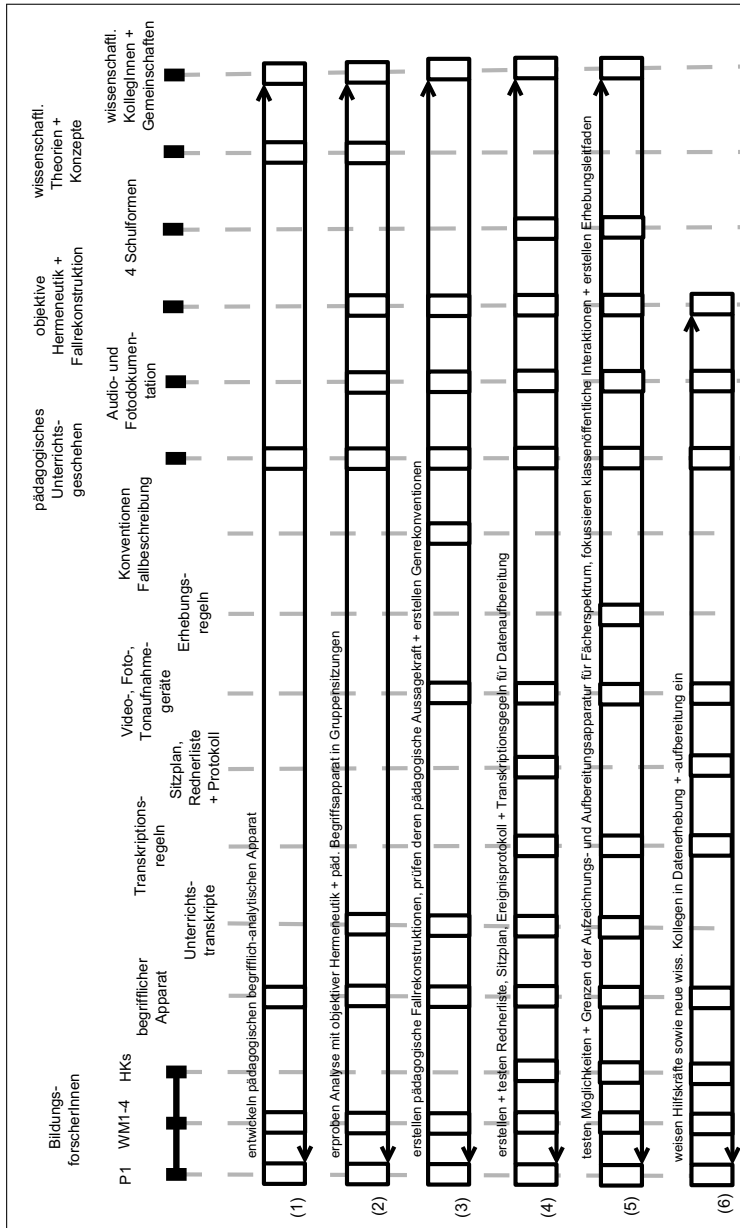 Bildungs-
forscherInnen
P1 WM1-4 HKs
begrifflicher
Apparat
Unterrichts-
transkripte
Transkriptions-
regeln
Sitzplan,
Rednerliste
+ Protokoll
Video-, Foto-,
Tonaufnahme-
geräte
Erhebungs-
regeln
Konventionen
Fallbeschreibung
pädagogisches
Unterrichts-
geschehen
Audio- und
Fotodokumen-
tation
objektive
Hermeneutik +
Fallrekonstruktion
4 Schulformen
wissenschaftl.
Theorien +
Konzepte
wissenschaftl.
KollegInnen +
Gemeinschaften
(1)
entwickeln pädagogischen begrifflich-analytischen Apparat
(2)
erproben Analyse mit objektiver Hermeneutik + päd. Begriffsapparat in Gruppensitzungen
(3)
erstellen pädagogische Fallrekonstruktionen, prüfen deren pädagogische Aussagekraft + erstellen Genrekonventionen
(4)
erstellen + testen Rednerliste, Sitzplan, Ereignisprotokoll + Transkriptionsgegeln für Datenaufbereitung
(5)
testen Möglichkeiten + Grenzen der Aufzeichnungs- und Aufbereitungsapparatur für Fächerspektrum, fokussieren klassenöffentliche Interaktionen + erstellen Erhebungsleitfaden
(6)
weisen Hilfskräfte sowie neue wiss. Kollegen in Datenerhebung + -aufbereitung ein